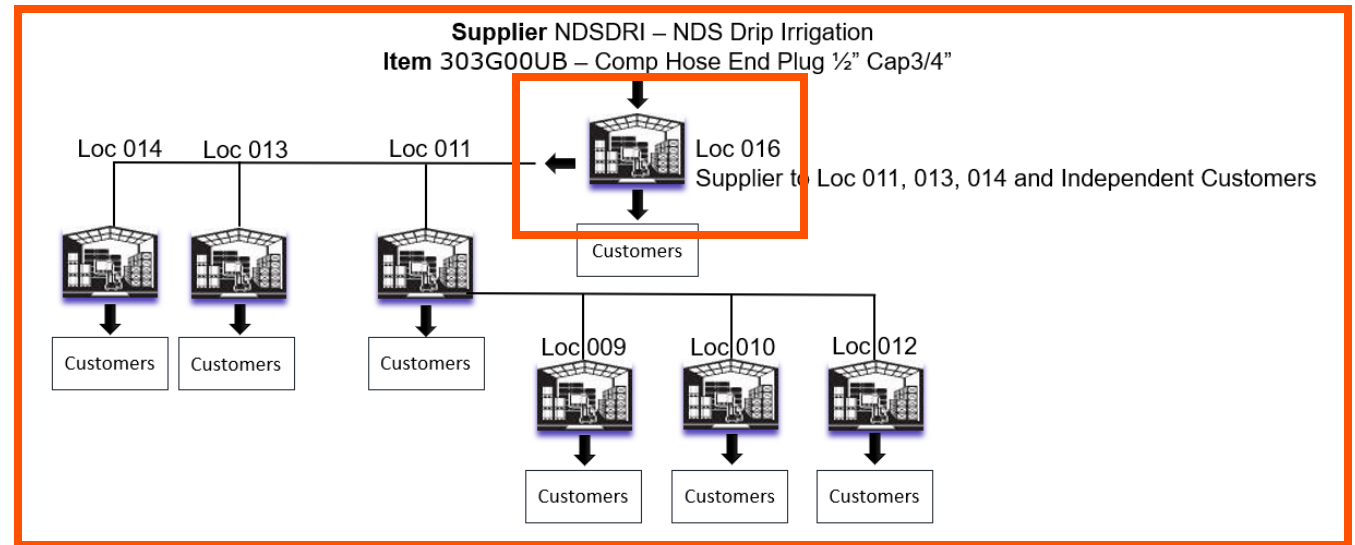 Supplier NDSDRI – NDS Drip Irrigation
Item 303G00UB – Comp Hose End Plug ½” Cap3/4”
Loc 014
Loc 013
Loc 011
Loc 016
Supplier to Loc 011, 013, 014 and Independent Customers
Customers
Customers
Customers
Customers
Loc 009
Loc 010
Loc 012
Customers
Customers
Customers